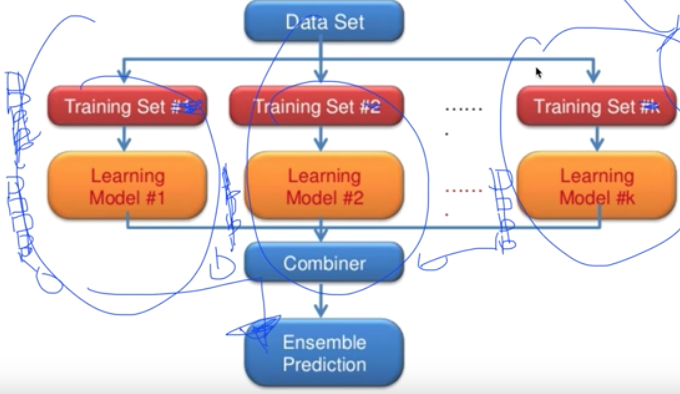 Data Set
Training Set #1
Training Set #2
......
.
Training Set #k
Learning
Model #1
Learning
Model #2
......
.
Learning
Model #k
b
b
Combiner
Ensemble
Prediction